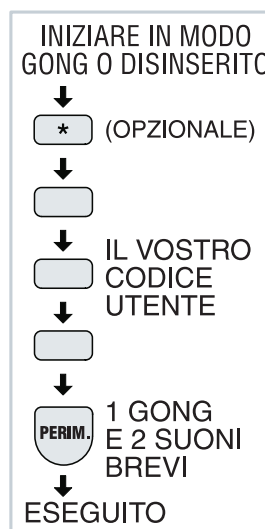 INIZIARE IN MODO
GONG O DISINSERITO
* (OPZIONALE)
IL VOSTRO
CODICE
UTENTE
PERIM.
1 GONG
E 2 SUONI
BREVI
ESEGUITO